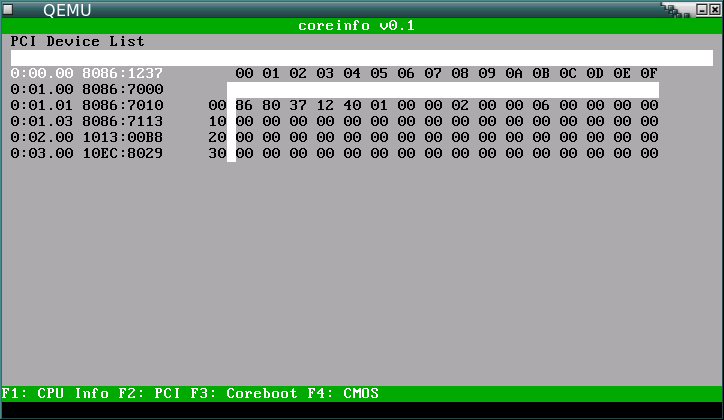 QEMU
coreinfo v0.1
PCI Device List
0:00.00 8086:1237 00 01 02 03 04 05 06 07 08 09 0A 0B 0C 0D 0E 0F
0:01.00 8086:7000
0:01.01 8086:7010 00 86 80 37 12 40 01 00 00 02 00 00 06 00 00 00 00
0:01.03 8086:7113 10 00 00 00 00 00 00 00 00 00 00 00 00 00 00 00 00
0:02.00 1013:00B8 20 00 00 00 00 00 00 00 00 00 00 00 00 00 00 00 00
0:03.00 10EC:8029 30 00 00 00 00 00 00 00 00 00 00 00 00 00 00 00 00
F1: CPU Info F2: PCI F3: Coreboot F4: CMOS